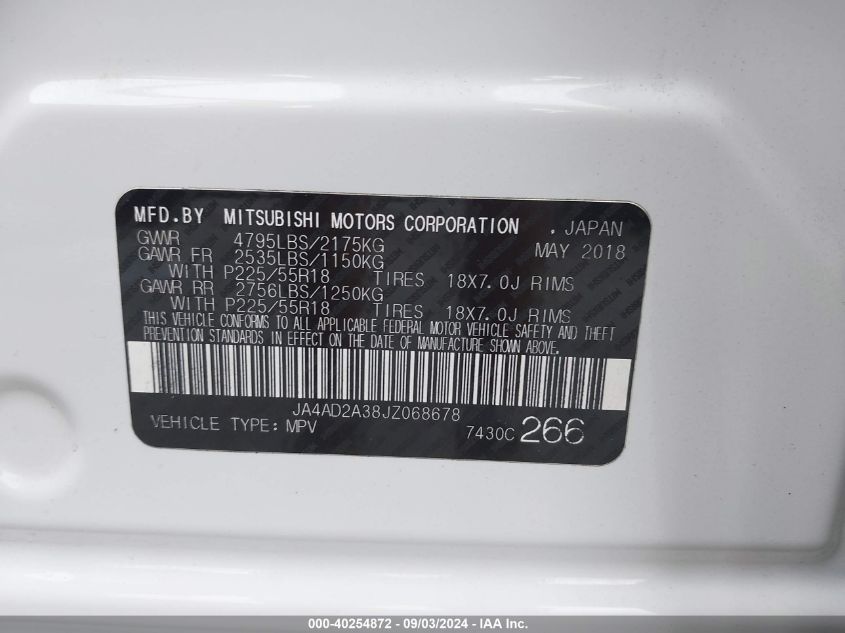 MFD.BY MITSUBISHI MOTORS CORPORATION . JAPAN
GVWR 4795LBS/2175KG MAY 2018
GAWR FR 2535LBS/1150KG
WITH P225/55R18 TIRES 18X7.0J RIMS
GAWR RR 2756LBS/1250KG
WITH P225/55R18 TIRES 18X7.0J RIMS
THIS VEHICLE CONFORMS TO ALL APPLICABLE FEDERAL MOTOR VEHICLE SAFETY AND THEFT
PREVENTION STANDARDS IN EFFECT ON THE DATE OF MANUFACTURE SHOWN ABOVE.
JA4AD2A38JZ068678
VEHICLE TYPE: MPV 7430C 266
000-40254872 - 09/03/2024 - IAA Inc.